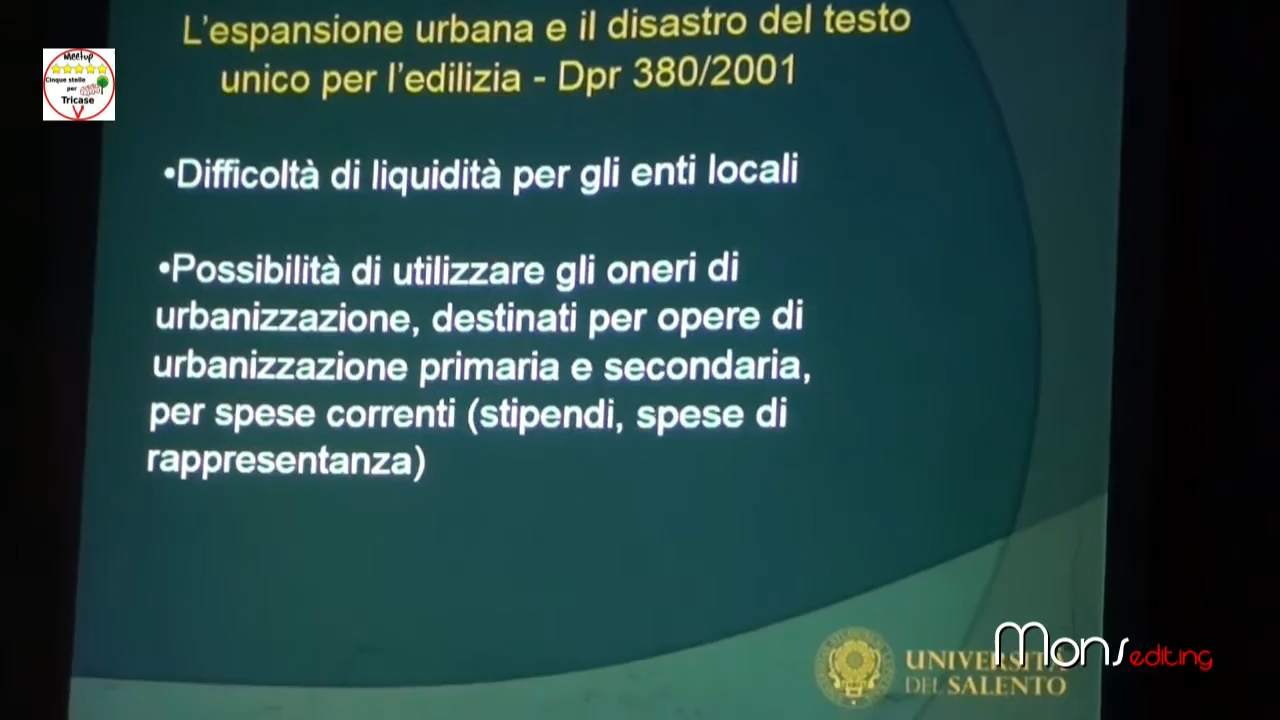 L'espansione urbana e il disastro del testo
unico per l'edilizia - Dpr 380/2001
Meetup
Cinque stelle
per
Tricase
•Difficoltà di liquidità per gli enti locali
•Possibilità di utilizzare gli oneri di
urbanizzazione, destinati per opere di
urbanizzazione primaria e secondaria,
per spese correnti (stipendi, spese di
rappresentanza)
Mons editing
UNIVERSITÀ
DEL SALENTO